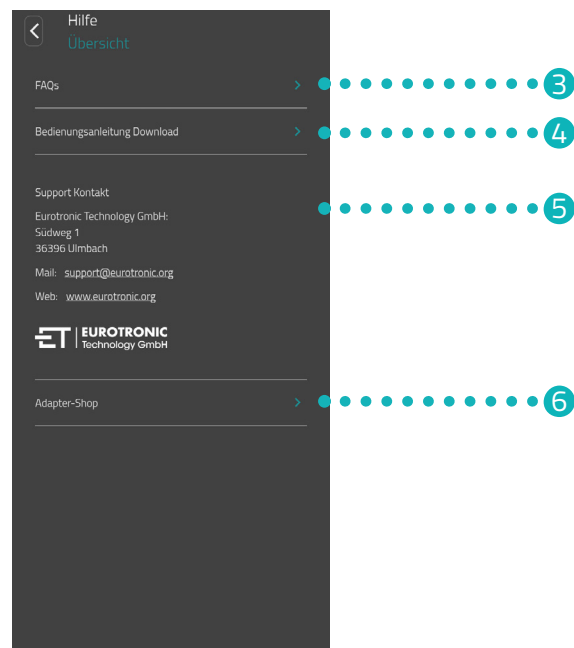 Hilfe
Übersicht
FAQs
3
Bedienungsanleitung Download
4
Support Kontakt
5
Eurotronic Technology GmbH:
Südweg 1
36396 Ulmbach
Mail: support@eurotronic.org
Web: www.eurotronic.org
ET EUROTRONIC
Technology GmbH
Adapter-Shop
6